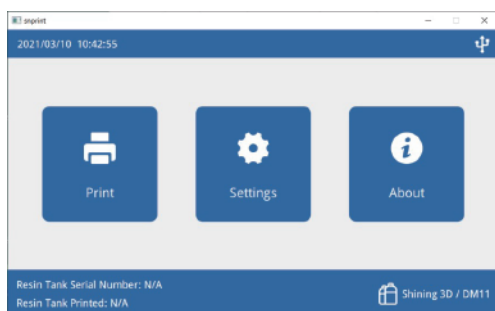 snprint
2021/03/10 10:42:55
Print
Settings
About
Resin Tank Serial Number: N/A
Resin Tank Printed: N/A
Shining 3D / DM11